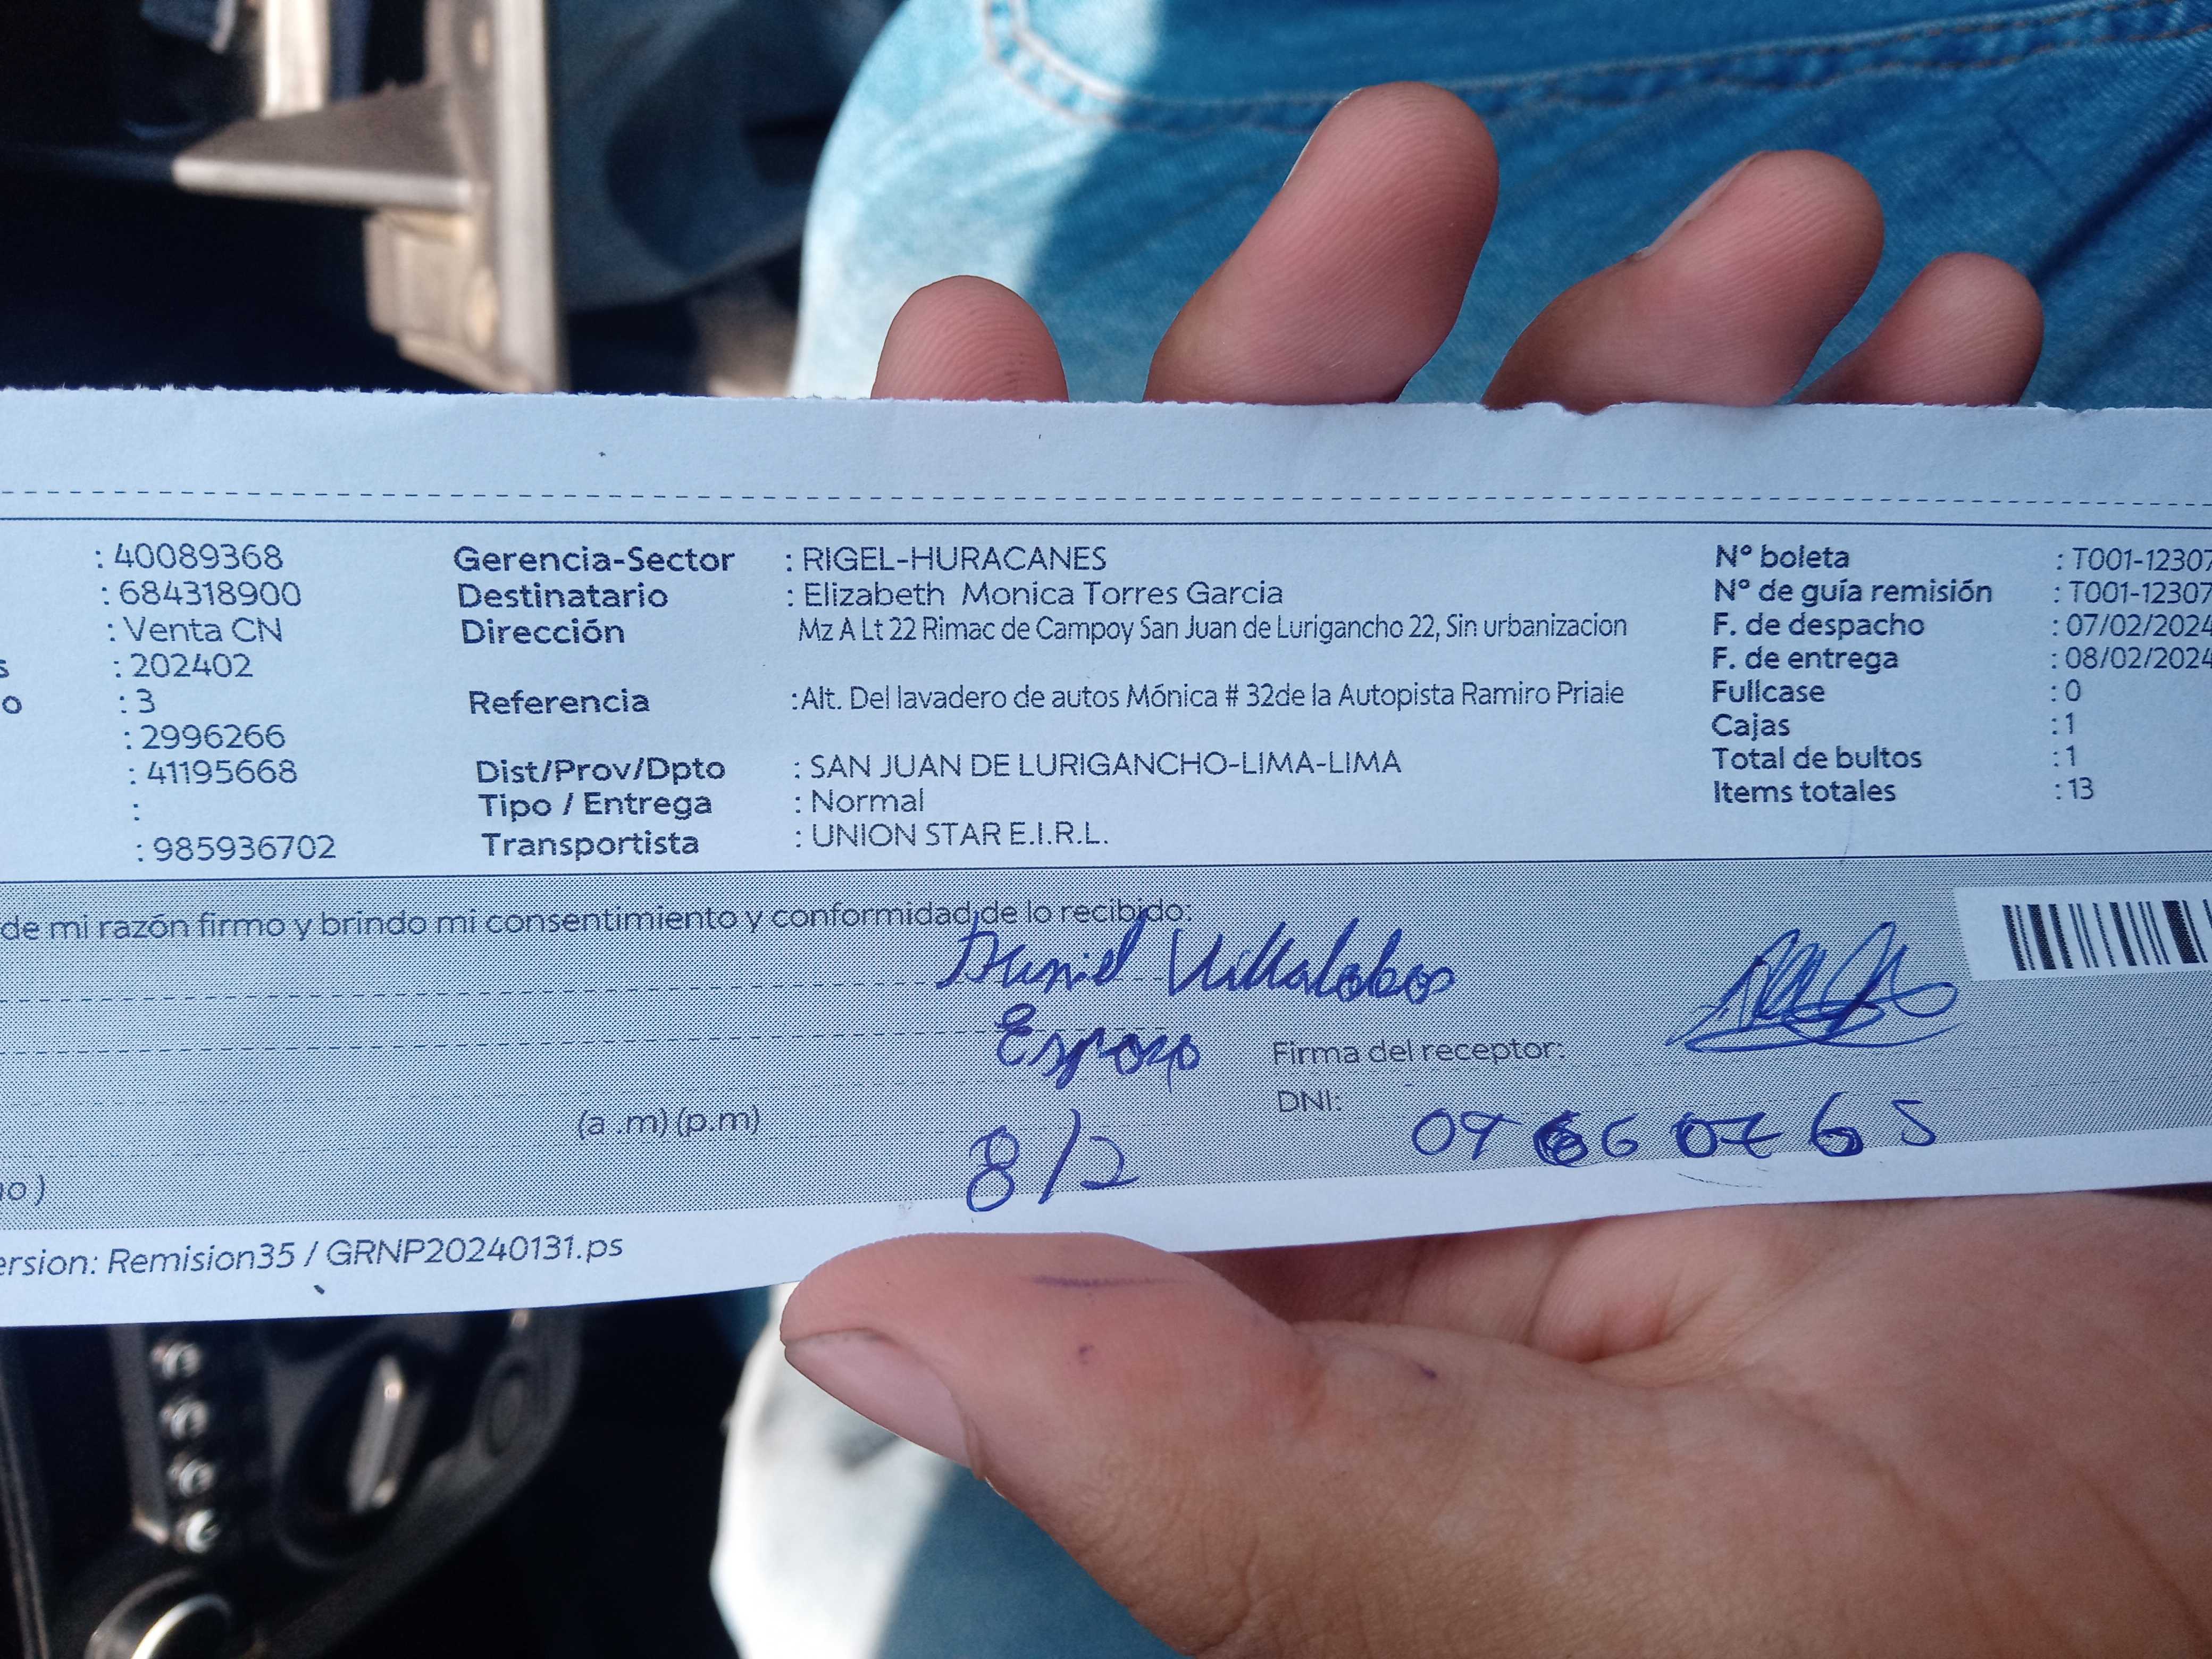 : 40089368 Gerencia-Sector : RIGEL-HURACANES Nº boleta : T001-12307
: 684318900 Destinatario : Elizabeth Monica Torres Garcia Nº de guía remisión : T001-12307
: Venta CN Dirección Mz A Lt 22 Rimac de Campoy San Juan de Lurigancho 22, Sin urbanizacion F. de despacho : 07/02/2024
s : 202402 F. de entrega : 08/02/2024
o : 3 Referencia :Alt. Del lavadero de autos Mónica # 32de la Autopista Ramiro Priale Fullcase : 0
: 2996266 Cajas : 1
: 41195668 Dist/Prov/Dpto : SAN JUAN DE LURIGANCHO-LIMA-LIMA Total de bultos : 1
: Tipo / Entrega : Normal Items totales : 13
: 985936702 Transportista : UNION STAR E.I.R.L.
de mi razón firmo y brindo mi consentimiento y conformidad de lo recibido:
Daniel Villalobos
Esposo Firma del receptor:
(a .m) (p.m) DNI:
8/2
no )
ersion: Remision35 / GRNP20240131.ps